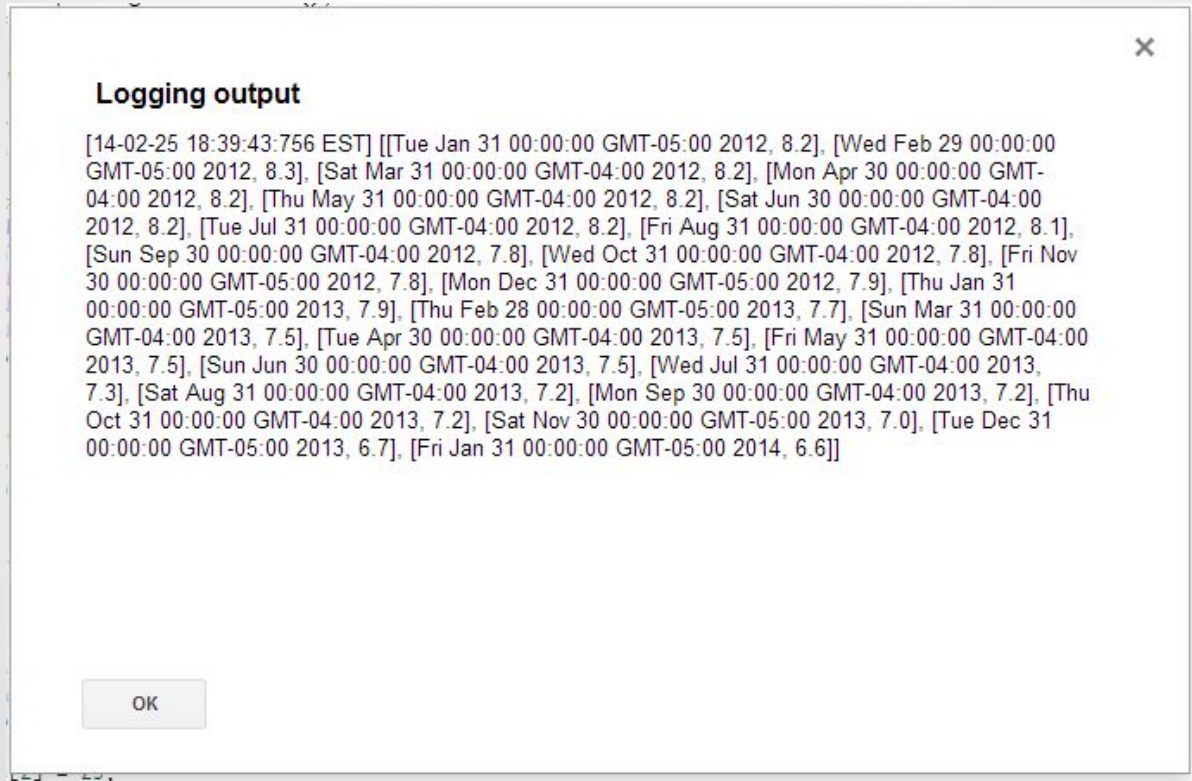 Logging output
[14-02-25 18:39:43:756 EST] [[Tue Jan 31 00:00:00 GMT-05:00 2012, 8.2], [Wed Feb 29 00:00:00
GMT-05:00 2012, 8.3], [Sat Mar 31 00:00:00 GMT-04:00 2012, 8.2], [Mon Apr 30 00:00:00 GMT-
04:00 2012, 8.2], [Thu May 31 00:00:00 GMT-04:00 2012, 8.2], [Sat Jun 30 00:00:00 GMT-04:00
2012, 8.2], [Tue Jul 31 00:00:00 GMT-04:00 2012, 8.2], [Fri Aug 31 00:00:00 GMT-04:00 2012, 8.1],
[Sun Sep 30 00:00:00 GMT-04:00 2012, 7.8], [Wed Oct 31 00:00:00 GMT-04:00 2012, 7.8], [Fri Nov
30 00:00:00 GMT-05:00 2012, 7.8], [Mon Dec 31 00:00:00 GMT-05:00 2012, 7.9], [Thu Jan 31
00:00:00 GMT-05:00 2013, 7.9], [Thu Feb 28 00:00:00 GMT-05:00 2013, 7.7], [Sun Mar 31 00:00:00
GMT-04:00 2013, 7.5], [Tue Apr 30 00:00:00 GMT-04:00 2013, 7.5], [Fri May 31 00:00:00 GMT-04:00
2013, 7.5], [Sun Jun 30 00:00:00 GMT-04:00 2013, 7.5], [Wed Jul 31 00:00:00 GMT-04:00 2013,
7.3], [Sat Aug 31 00:00:00 GMT-04:00 2013, 7.2], [Mon Sep 30 00:00:00 GMT-04:00 2013, 7.2], [Thu
Oct 31 00:00:00 GMT-04:00 2013, 7.2], [Sat Nov 30 00:00:00 GMT-05:00 2013, 7.0], [Tue Dec 31
00:00:00 GMT-05:00 2013, 6.7], [Fri Jan 31 00:00:00 GMT-05:00 2014, 6.6]]
OK